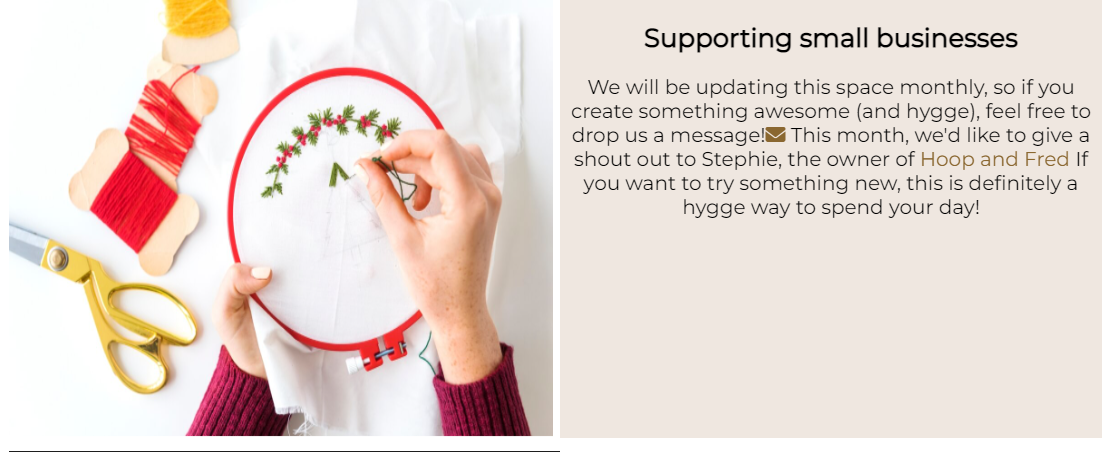 Supporting small businesses
We will be updating this space monthly, so if you
create something awesome (and hygge), feel free to
drop us a message! This month, we'd like to give a
shout out to Stephie, the owner of Hoop and Fred If
you want to try something new, this is definitely a
hygge way to spend your day!